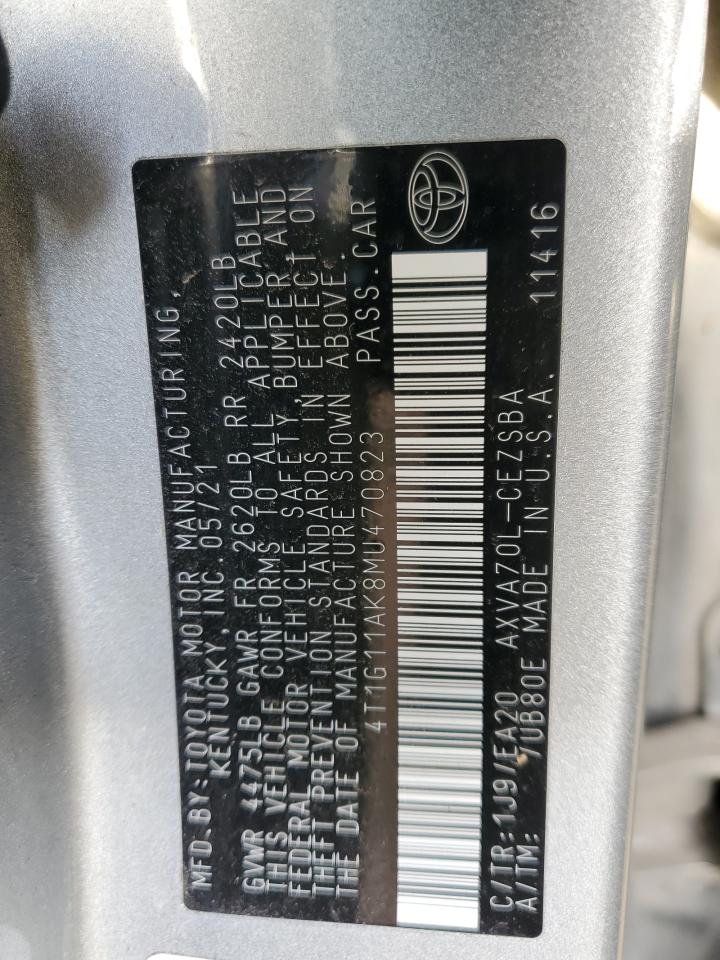 MFD.BY:TOYOTA MOTOR MANUFACTURING,
KENTUCKY, INC.05/21
GVWR 4475LB GAWR FR 2620LB RR 2420LB
THIS VEHICLE CONFORMS TO ALL APPLICABLE
FEDERAL MOTOR VEHICLE SAFETY,BUMPER,AND
THEFT PREVENTION STANDARDS IN EFFECT ON
THE DATE OF MANUFACTURE SHOWN ABOVE.
4T1G11AK8MU470823 PASS.CAR
C/TR:1J9/EA20 AXVA70L-CEZSBA 11416
A/TM: UB80E MADE IN U.S.A.